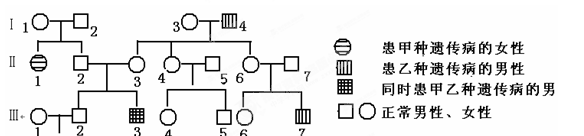 I 1 2 3 4 患甲种遗传病的女性
II 1 2 3 4 5 6 7 患乙种遗传病的男性
同时患甲乙种遗传病的男
III 1 2 3 4 5 6 7 正常男性、女性